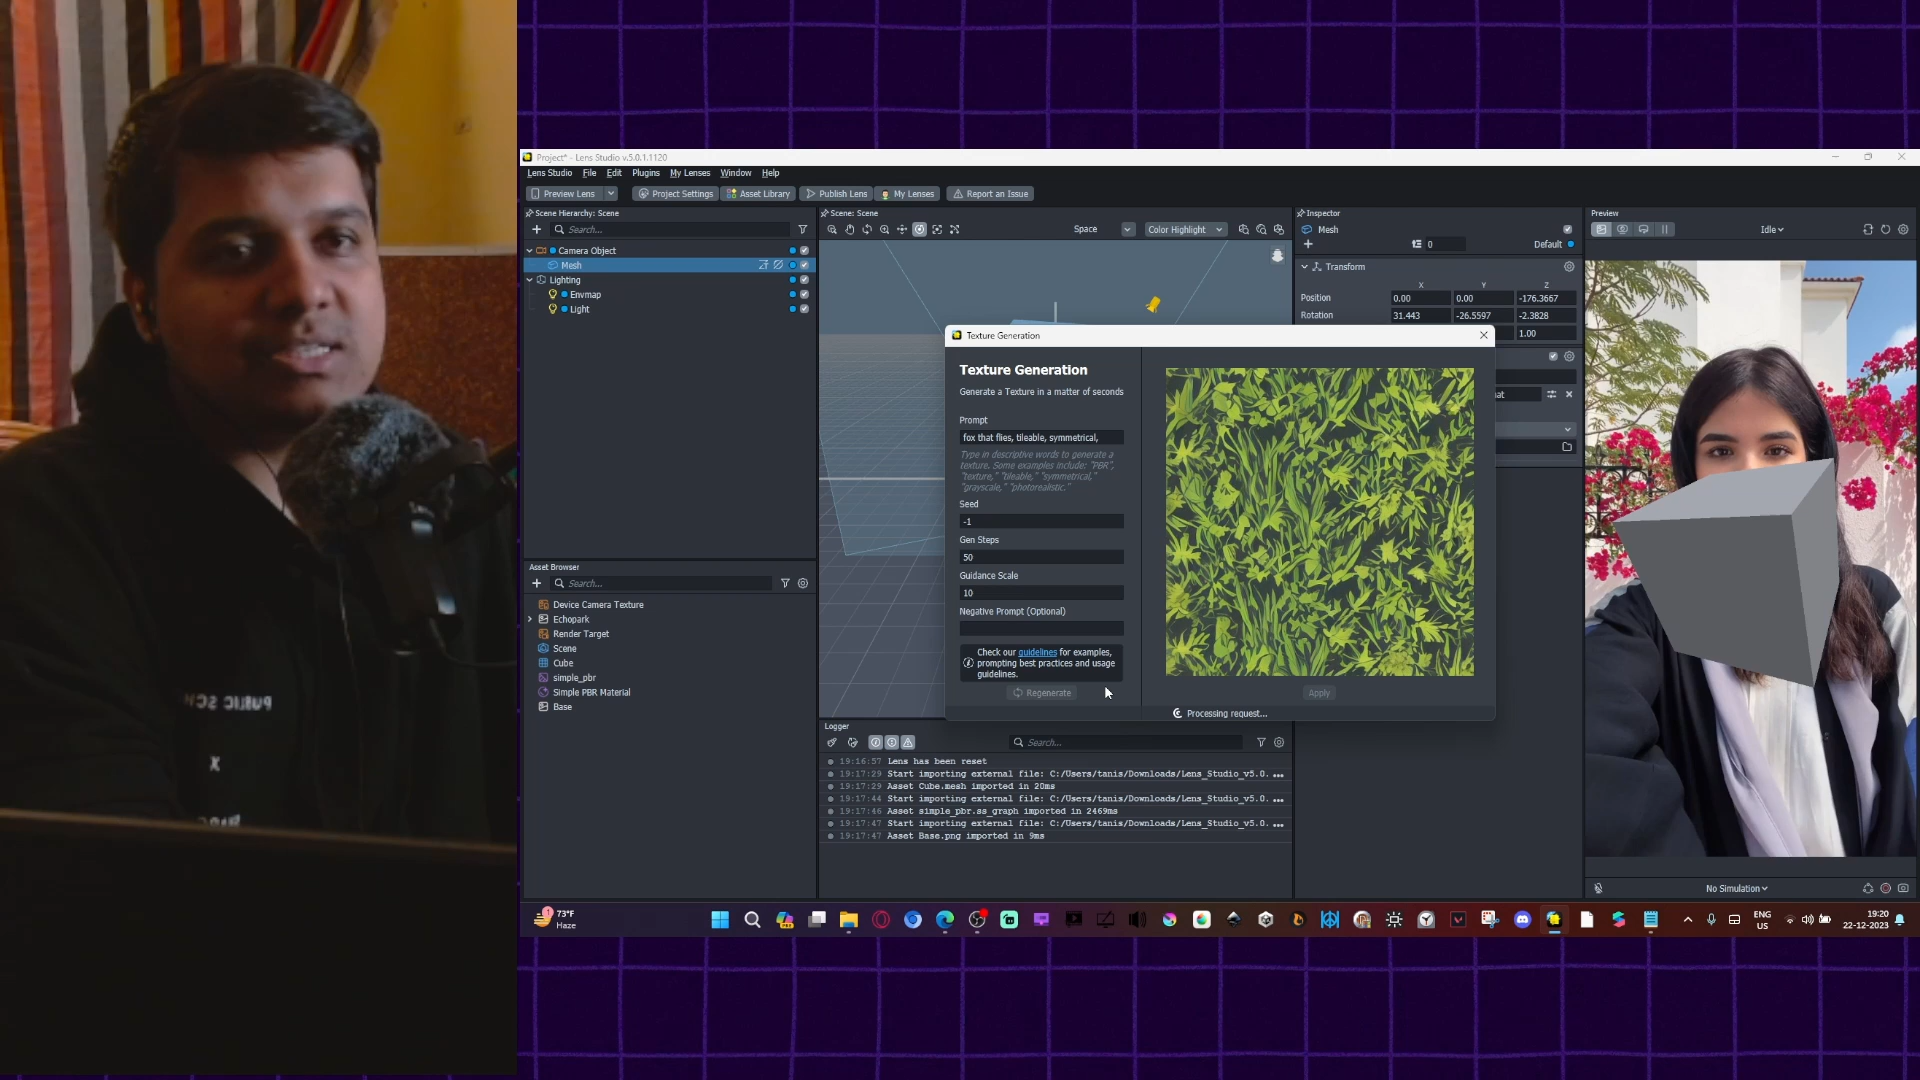 Project* - Lens Studio v.5.0.1.1120
Lens Studio File Edit Plugins My Lenses Window Help
Preview Lens Project Settings Asset Library Publish Lens My Lenses Report an Issue
Scene Hierarchy: Scene
Search...
Camera Object
Mesh
Lighting
Envmap
Light
Asset Browser
Search...
Device Camera Texture
Echopark
Render Target
Scene
Cube
simple_pbr
Simple PBR Material
Base
Scene: Scene
Space Color Highlight
Texture Generation
Texture Generation
Generate a Texture in a matter of seconds
Prompt
fox that flies, tileable, symmetrical,
Type in descriptive words to generate a
texture. Some examples include: "PBR",
"texture," "tileable," "symmetrical,"
"grayscale," "photorealistic."
Seed
-1
Gen Steps
50
Guidance Scale
10
Negative Prompt (Optional)
Check our guidelines for examples,
prompting best practices and usage
guidelines.
Regenerate
Apply
Processing request...
Logger
Search...
19:16:57 Lens has been reset
19:17:29 Start importing external file: C:/Users/tanis/Downloads/Lens_Studio_v5.0. ...
19:17:29 Asset Cube.mesh imported in 20ms
19:17:44 Start importing external file: C:/Users/tanis/Downloads/Lens_Studio_v5.0. ...
19:17:46 Asset simple_pbr.ss_graph imported in 2469ms
19:17:47 Start importing external file: C:/Users/tanis/Downloads/Lens_Studio_v5.0. ...
19:17:47 Asset Base.png imported in 9ms
Inspector
Mesh
0 Default
Transform
X Y Z
Position 0.00 0.00 -176.3667
Rotation 31.443 -26.5597 -2.3828
1.00
Preview
Idle
No Simulation
73°F
Haze
ENG
US
19:20
22-12-2023